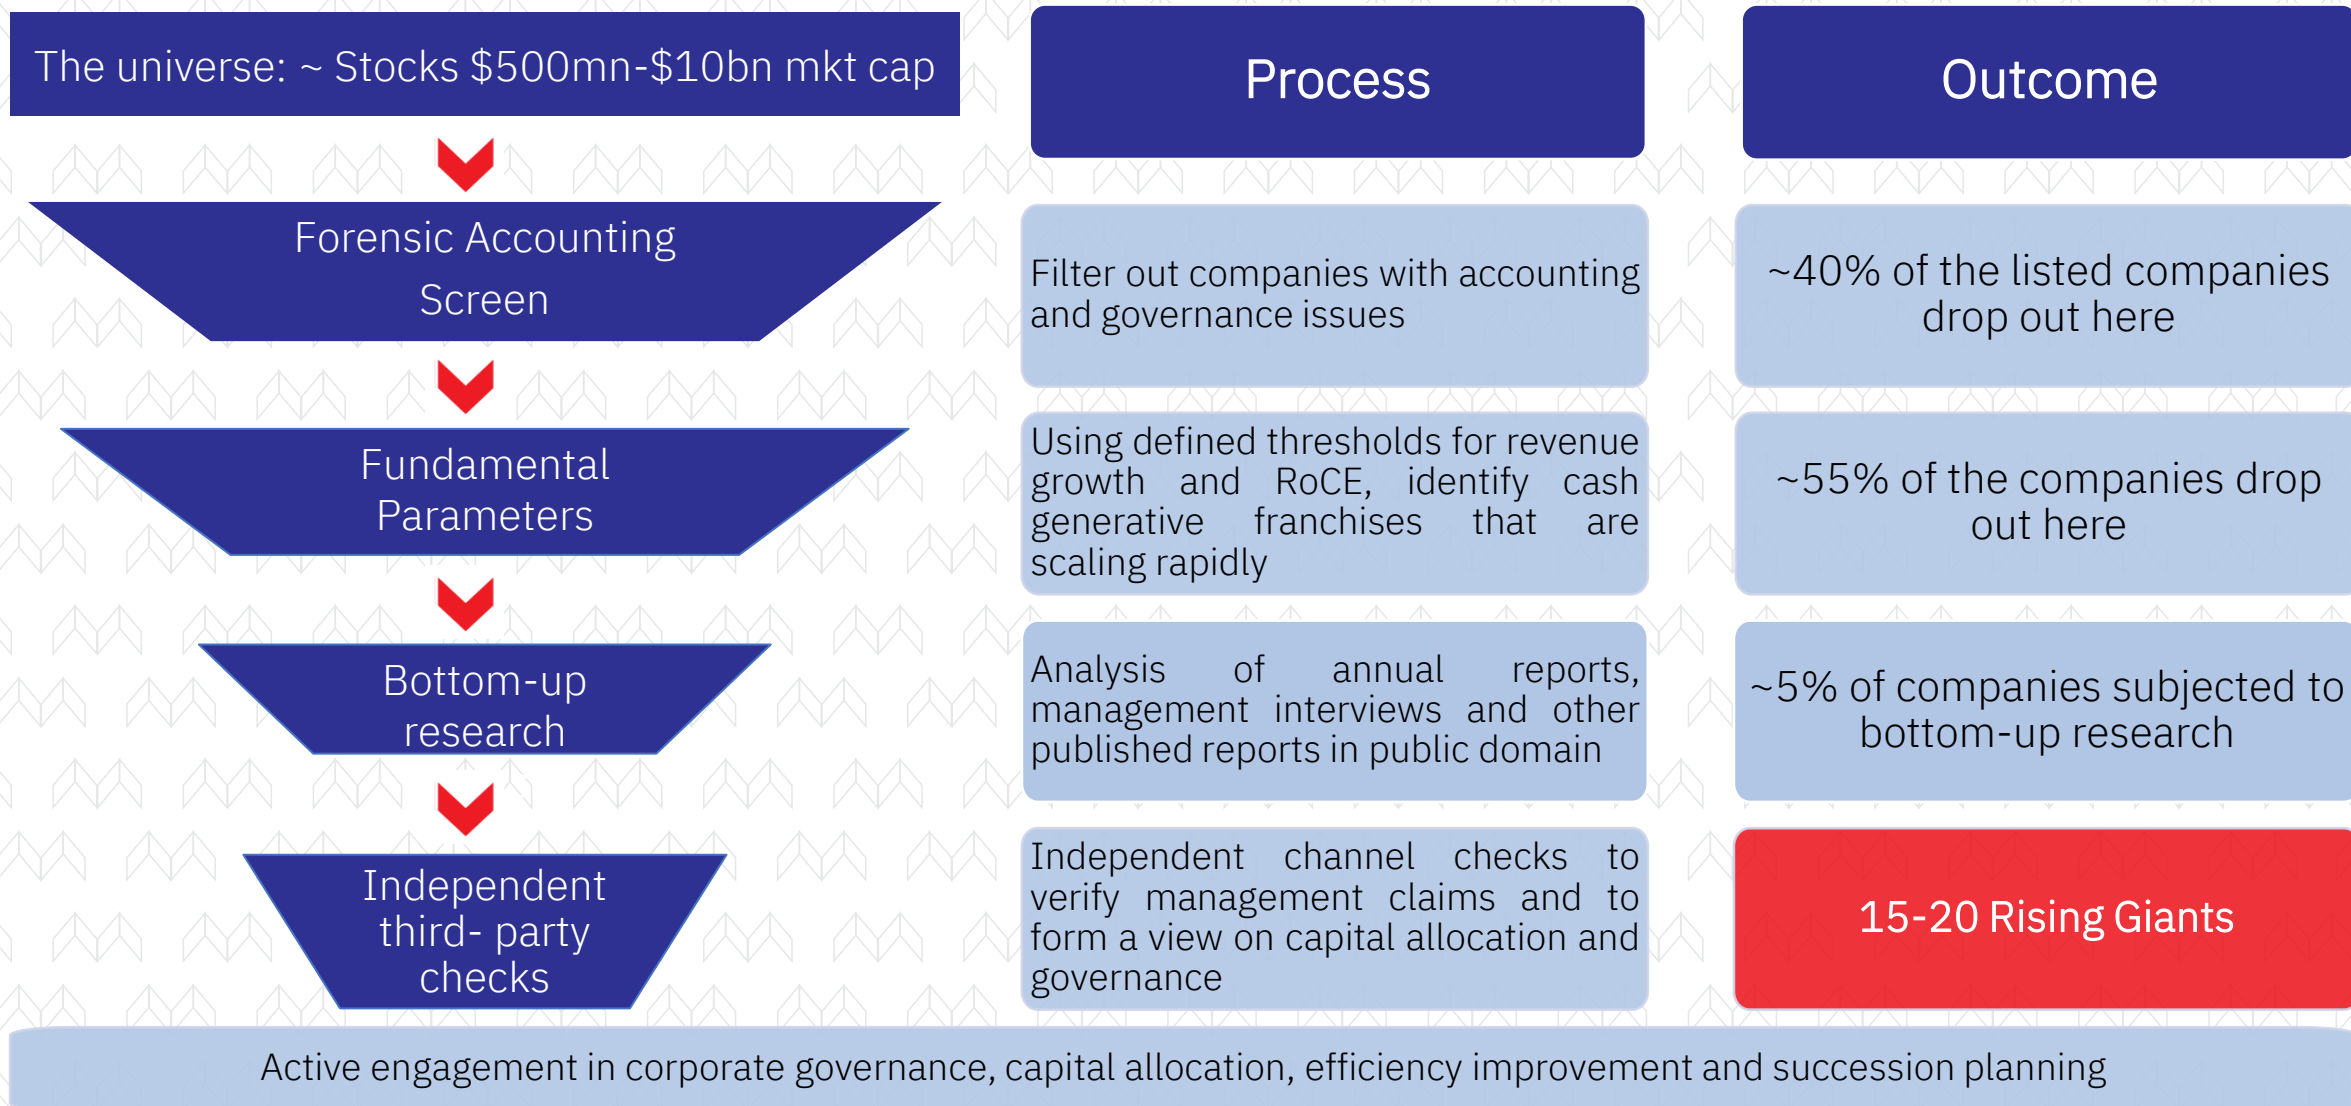 The universe: ~ Stocks $500mn-$10bn mkt cap
Process
Outcome
Forensic Accounting
Screen
Filter out companies with accounting
and governance issues
~40% of the listed companies
drop out here
Fundamental
Parameters
Using defined thresholds for revenue
growth and RoCE, identify cash
generative franchises that are
scaling rapidly
~55% of the companies drop
out here
Bottom-up
research
Analysis of annual reports,
management interviews and other
published reports in public domain
~5% of companies subjected to
bottom-up research
Independent
third- party
checks
Independent channel checks to
verify management claims and to
form a view on capital allocation and
governance
15-20 Rising Giants
Active engagement in corporate governance, capital allocation, efficiency improvement and succession planning